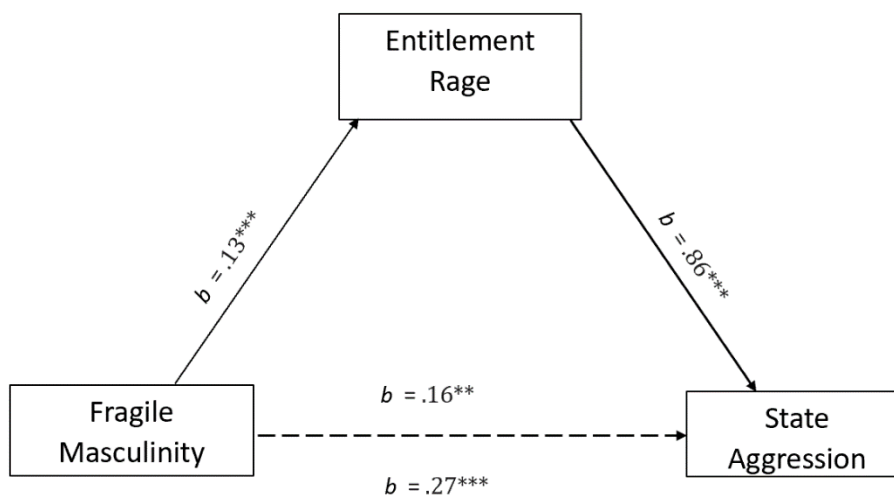 Entitlement
Rage
b = .13***
b = .86***
Fragile
Masculinity
b = .16**
b = .27***
State
Aggression